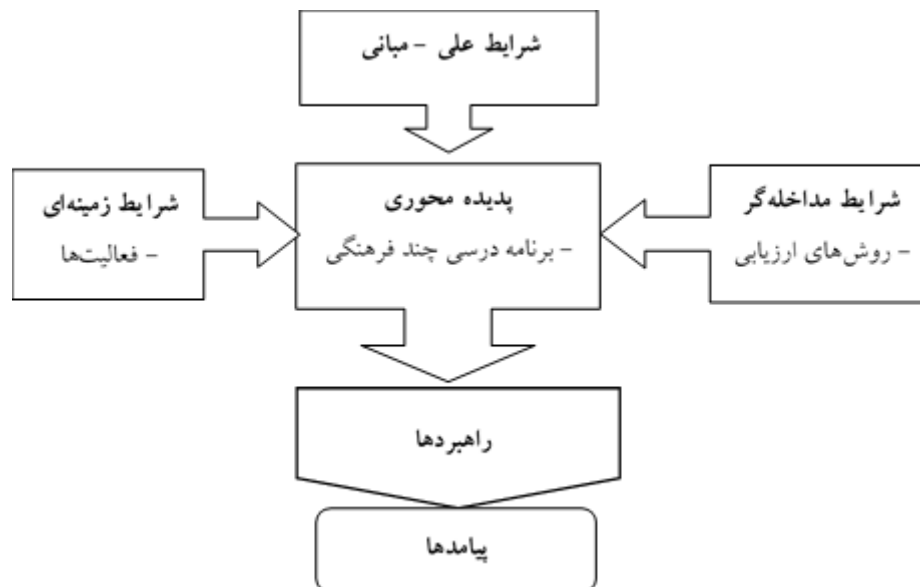 شرایط علی - مبانی
شرایط مداخله‌گر
- روش‌های ارزیابی
پدیده محوری
- برنامه درسی چند فرهنگی
شرایط زمینه‌ای
- فعالیت‌ها
راهبردها
پیامدها